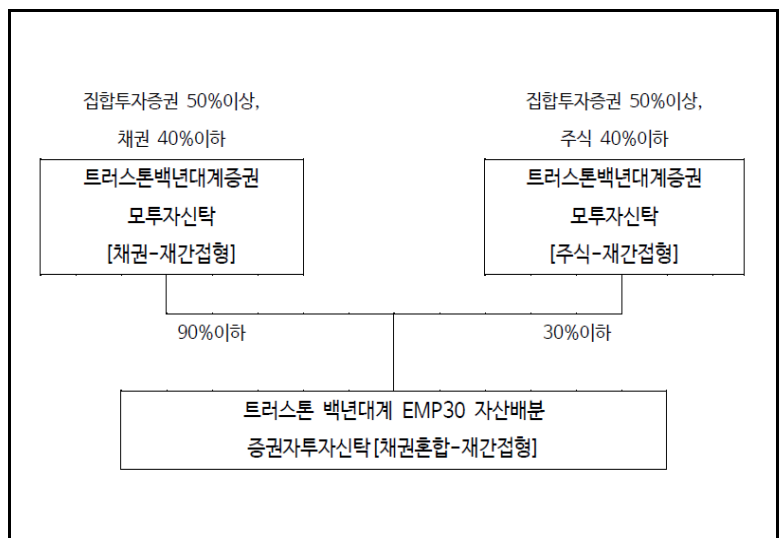 집합투자증권 50%이상,
채권 40%이하
트러스톤백년대계증권
모투자신탁
[채권-재간접형]
집합투자증권 50%이상,
주식 40%이하
트러스톤백년대계증권
모투자신탁
[주식-재간접형]
90%이하
30%이하
트러스톤 백년대계 EMP30 자산배분
증권자투자신탁[채권혼합-재간접형]